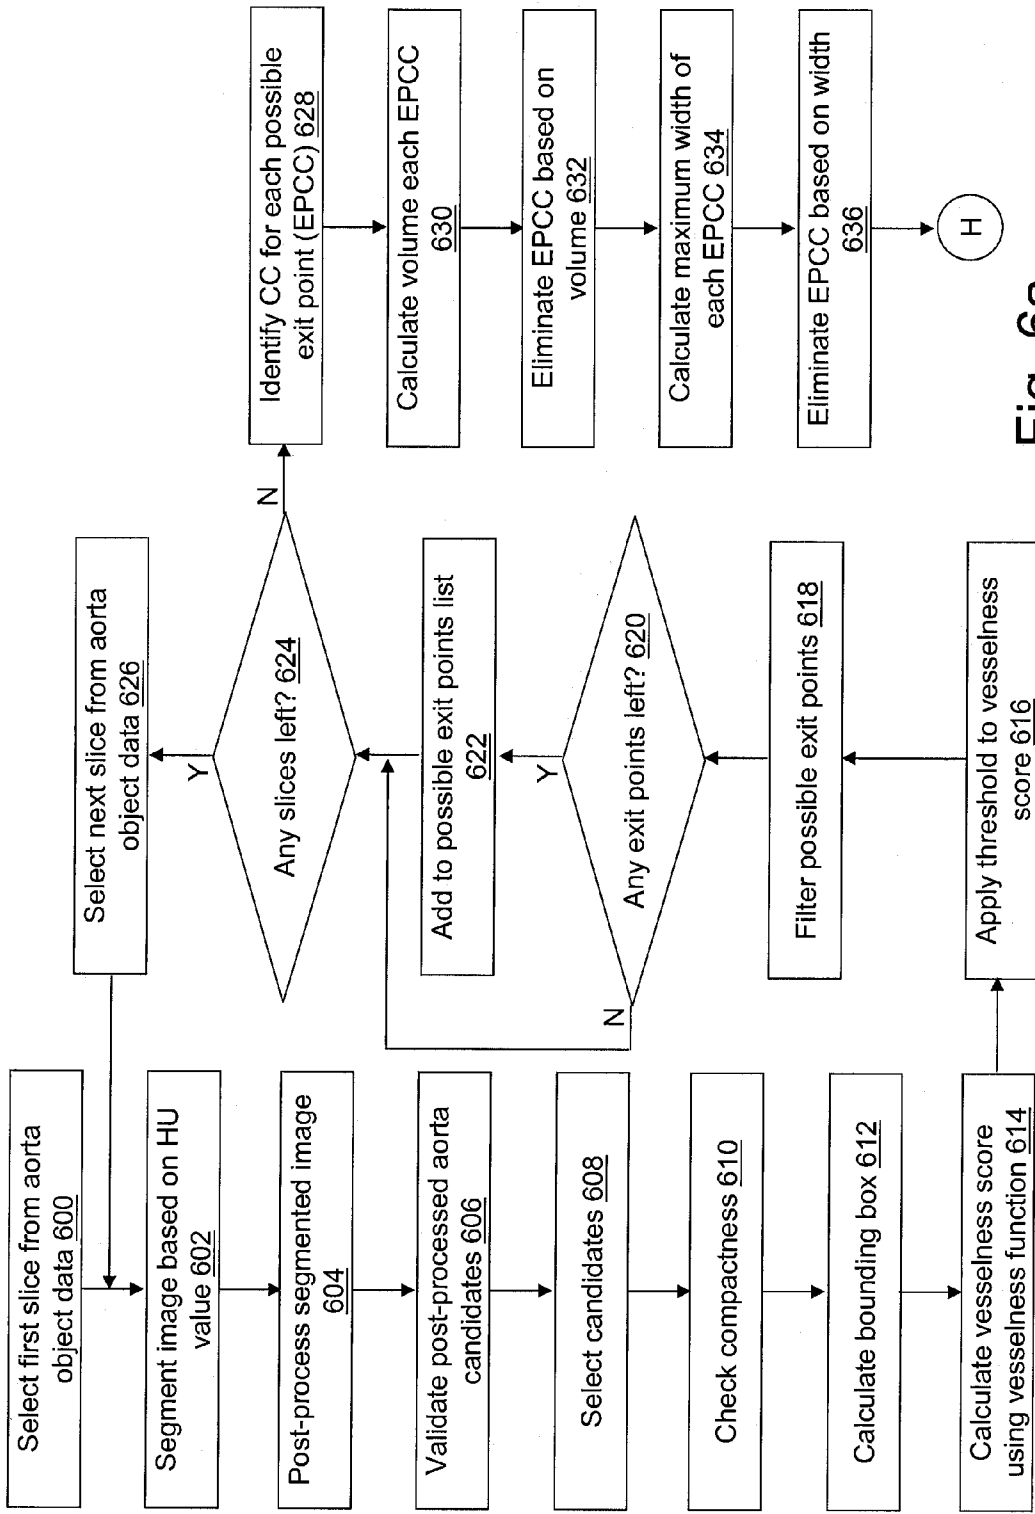 Select first slice from aorta
object data 600
Segment image based on HU
value 602
Post-process segmented image
604
Validate post-processed aorta
candidates 606
Select candidates 608
Check compactness 610
Calculate bounding box 612
Calculate vesselness score
using vesselness function 614
Select next slice from aorta
object data 626
Y
Any slices left? 624
N
Add to possible exit points list
622
Y
Any exit points left? 620
N
Filter possible exit points 618
Apply threshold to vesselness
score 616
Identify CC for each possible
exit point (EPCC) 628
Calculate volume each EPCC
630
Eliminate EPCC based on
volume 632
Calculate maximum width of
each EPCC 634
Eliminate EPCC based on width
636
H
Fig.